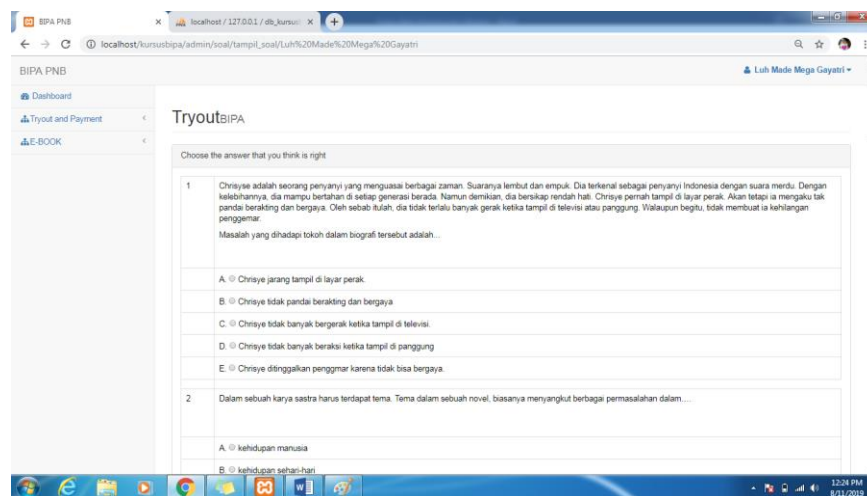 BIPA PNB
localhost / 127.0.0.1 / db_kursus
localhost/kursusbipa/admin/soal/tampil_soal/Luh%20Made%20Mega%20Gayatri
BIPA PNB
Luh Made Mega Gayatri
Dashboard
Tryout and Payment
E-BOOK
TryoutBIPA
Choose the answer that you think is right
1
Chrisyse adalah seorang penyanyi yang menguasai berbagai zaman. Suaranya lembut dan empuk. Dia terkenal sebagai penyanyi Indonesia dengan suara merdu. Dengan
kelebihannya, dia mampu bertahan di setiap generasi berada. Namun demikian, dia bersikap rendah hati. Chrisye pernah tampil di layar perak. Akan tetapi ia mengaku tak
pandai berakting dan bergaya. Oleh sebab itulah, dia tidak terlalu banyak gerak ketika tampil di televisi atau panggung. Walaupun begitu, tidak membuat ia kehilangan
penggemar.
Masalah yang dihadapi tokoh dalam biografi tersebut adalah...
A. Chrisye jarang tampil di layar perak.
B. Chrisye tidak pandai berakting dan bergaya
C. Chrisye tidak banyak bergerak ketika tampil di televisi.
D. Chrisye tidak banyak beraksi ketika tampil di panggung
E. Chrisye ditinggalkan penggmar karena tidak bisa bergaya.
2
Dalam sebuah karya sastra harus terdapat tema. Tema dalam sebuah novel, biasanya menyangkut berbagai permasalahan dalam....
A. kehidupan manusia
B. kehidupan sehari-hari
12:24 PM
8/11/2019